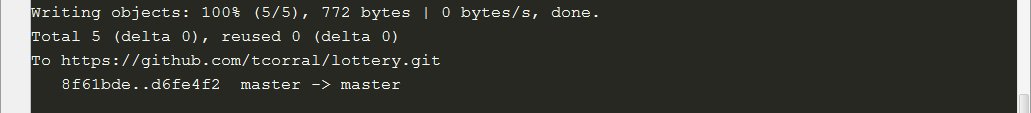 Writing objects: 100% (5/5), 772 bytes | 0 bytes/s, done.
Total 5 (delta 0), reused 0 (delta 0)
To https://github.com/tcorral/lottery.git
   8f61bde..d6fe4f2  master -> master